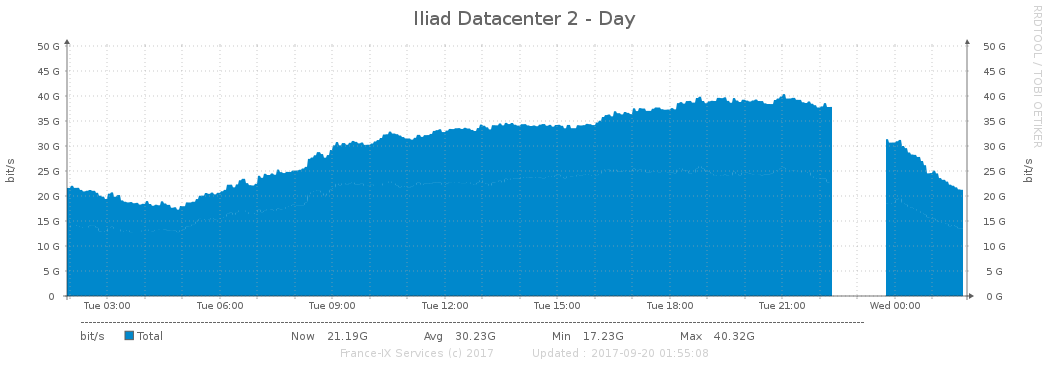 Iliad Datacenter 2 - Day
RRDTOOL / TOBI OETIKER
50 G 50 G
45 G 45 G
40 G 40 G
35 G 35 G
30 G 30 G
25 G 25 G
20 G 20 G
15 G 15 G
10 G 10 G
5 G 5 G
0 0 G
bit/s bit/s
Tue 03:00 Tue 06:00 Tue 09:00 Tue 12:00 Tue 15:00 Tue 18:00 Tue 21:00 Wed 00:00
bit/s Total Now 21.19G Avg 30.23G Min 17.23G Max 40.32G
France-IX Services (c) 2017 Updated : 2017-09-20 01:55:08